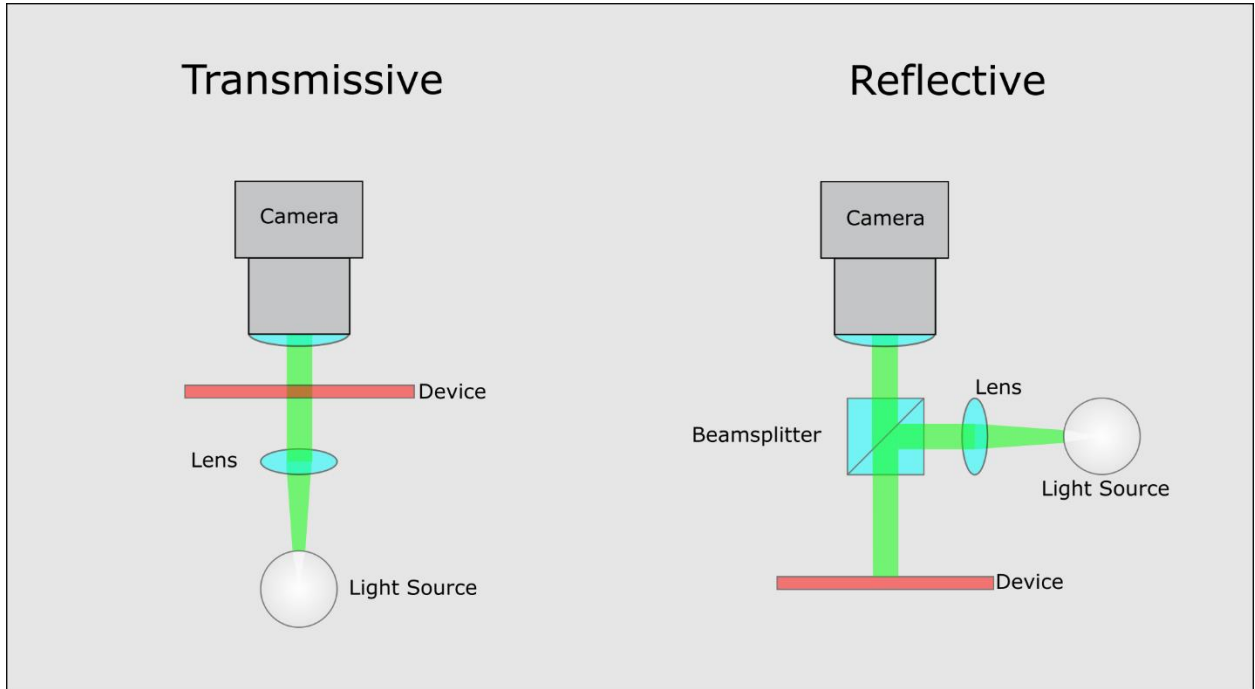 Transmissive
Camera
Device
Lens
Light Source
Reflective
Camera
Lens
Beamsplitter
Light Source
Device